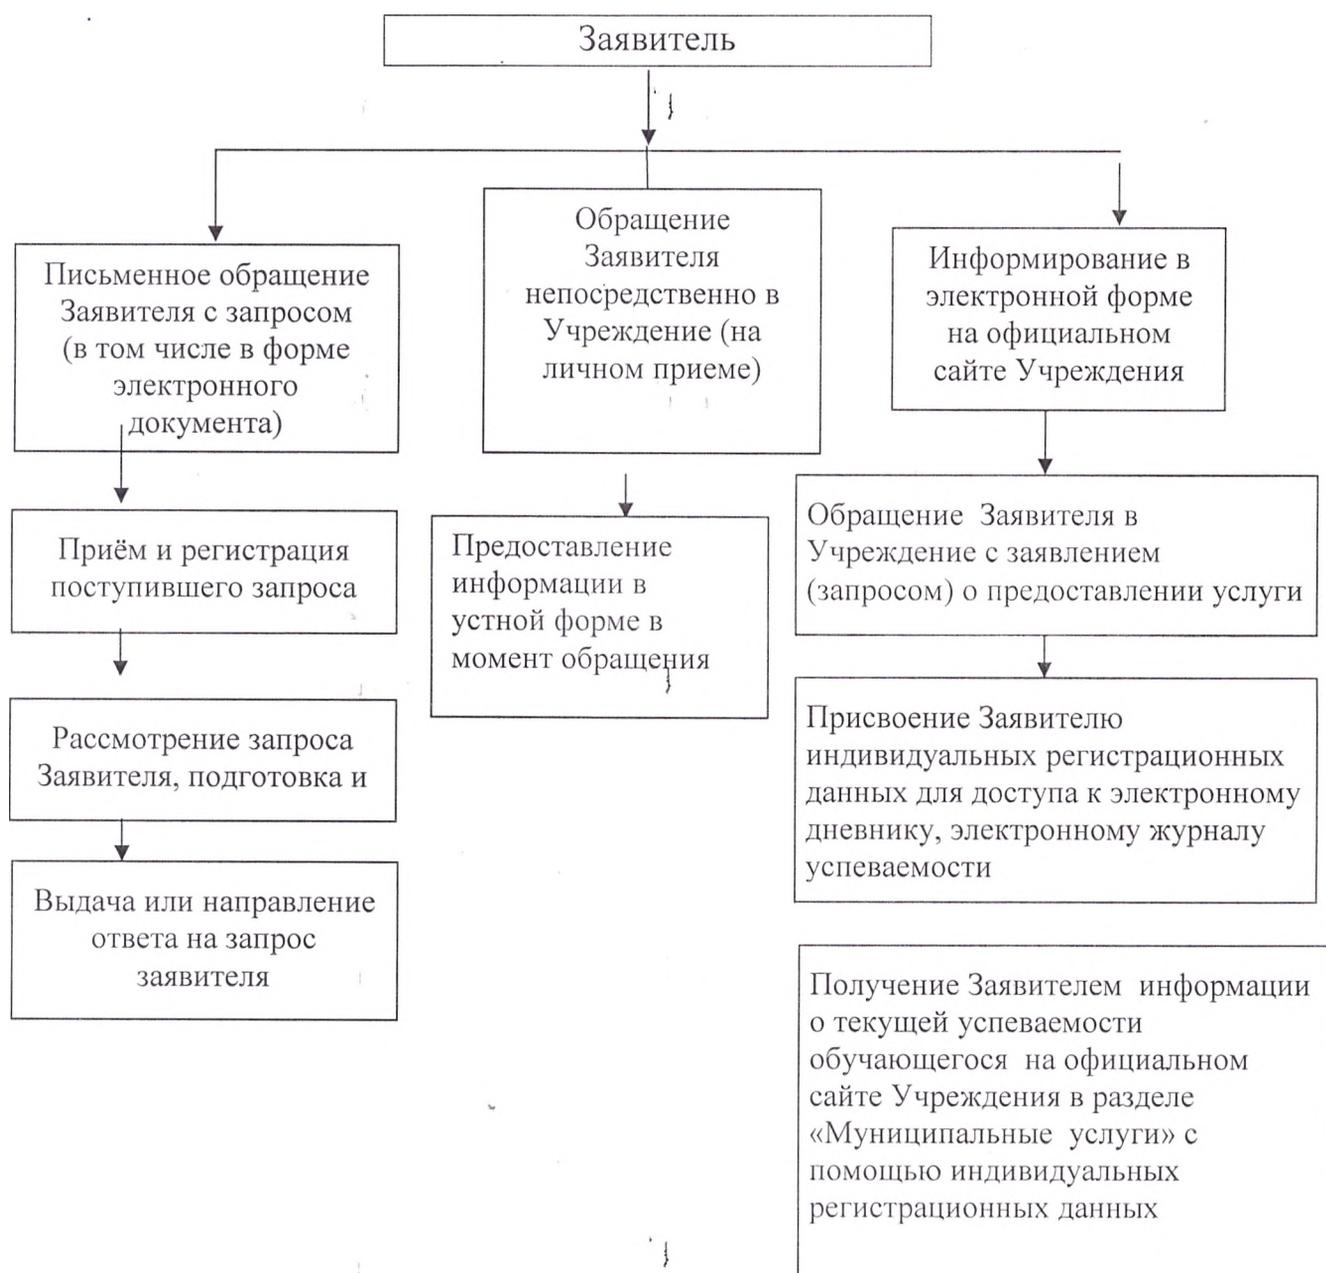 Заявитель
Письменное обращение
Заявителя с запросом
(в том числе в форме
электронного
документа)
Приём и регистрация
поступившего запроса
Рассмотрение запроса
Заявителя, подготовка и
Выдача или направление
ответа на запрос
заявителя
Обращение
Заявителя
непосредственно в
Учреждение (на
личном приеме)
Предоставление
информации в
устной форме в
момент обращения
Информирование в
электронной форме
на официальном
сайте Учреждения
Обращение Заявителя в
Учреждение с заявлением
(запросом) о предоставлении услуги
Присвоение Заявителю
индивидуальных регистрационных
данных для доступа к электронному
дневнику, электронному журналу
успеваемости
Получение Заявителем информации
о текущей успеваемости
обучающегося на официальном
сайте Учреждения в разделе
«Муниципальные услуги» с
помощью индивидуальных
регистрационных данных